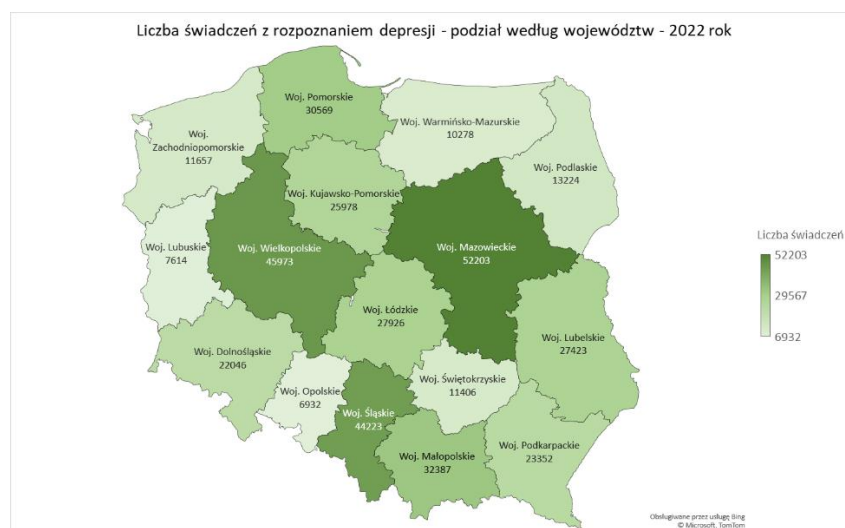 Liczba świadczeń z rozpoznaniem depresji - podział według województw - 2022 rok
Woj. Pomorskie
30569
Woj. Warmińsko-Mazurskie
10278
Woj.
Zachodniopomorskie
11657
Woj. Podlaskie
13224
Woj. Kujawsko-Pomorskie
25978
Woj. Lubuskie
7614
Woj. Wielkopolskie
45973
Woj. Mazowieckie
52203
Liczba świadczeń
52203
29567
6932
Woj. Łódzkie
27926
Woj. Lubelskie
27423
Woj. Dolnośląskie
22046
Woj. Opolskie
6932
Woj. Śląskie
44223
Woj. Świętokrzyskie
11406
Woj. Małopolskie
32387
Woj. Podkarpackie
23352
Obsługiwane przez usługę Bing
© Microsoft, TomTom